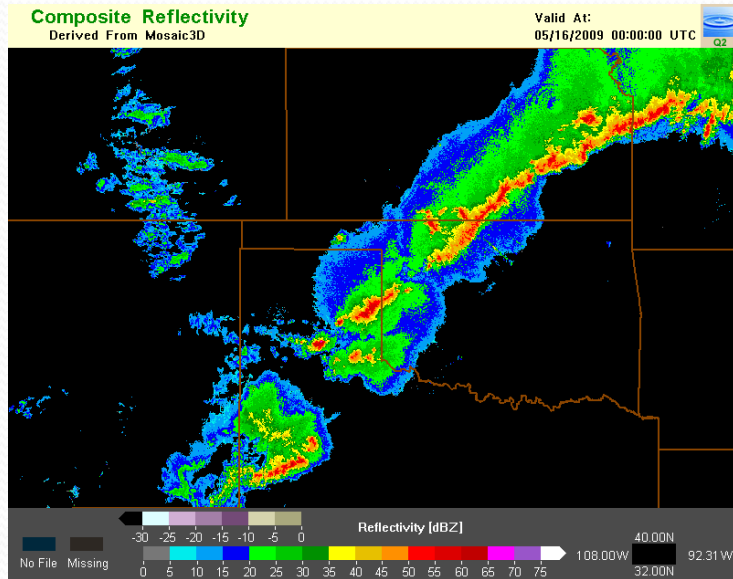 Composite Reflectivity
Derived From Mosaic3D
Valid At:
05/16/2009 00:00:00 UTC
Q2
-30 -25 -20 -15 -10 -5 0
Reflectivity [dBZ]
No File
Missing
0 5 10 15 20 25 30 35 40 45 50 55 60 65 70 75
40.00N
108.00W
92.31W
32.00N